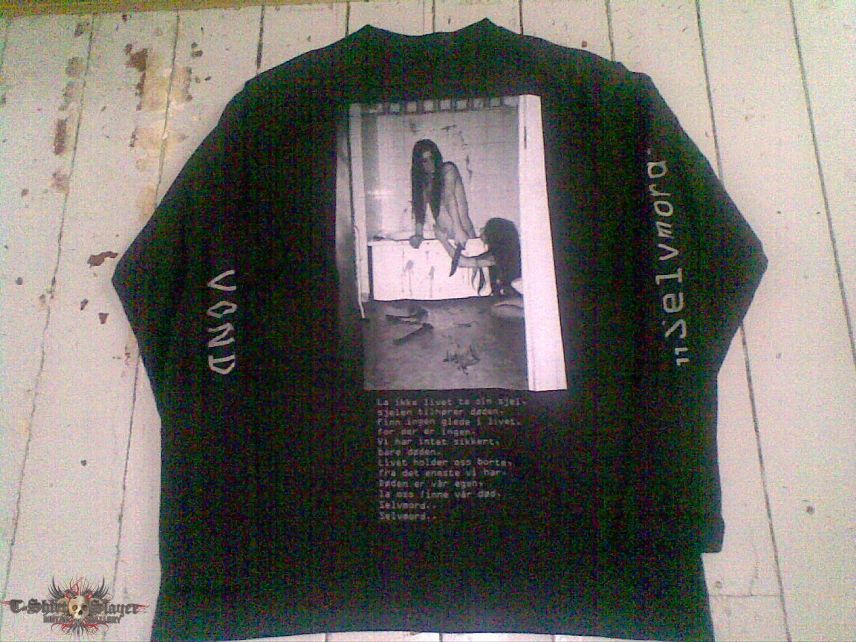 VOND
"Selvmord.
La ikke livet ta din sjel.
sjelen tilhører døden.
Finn ingen glede i livet.
for der er ingen.
Vi har intet sikkert,
bare døden.
Livet holder oss borte,
fra det eneste vi har.
Døden er vår egen,
la oss finne vår død.
Selvmord..
Selvmord..
T-Shirt Slayer
GALLERY